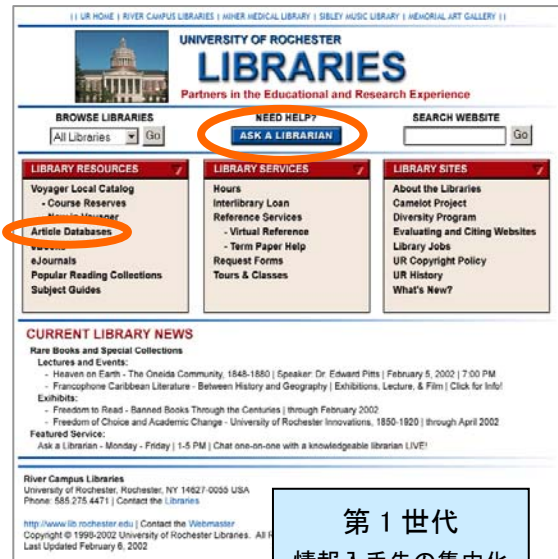 | | UR HOME | RIVER CAMPUS LIBRARIES | MINER MEDICAL LIBRARY | SIBLEY MUSIC LIBRARY | MEMORIAL ART GALLERY | |
UNIVERSITY OF ROCHESTER
LIBRARIES
Partners in the Educational and Research Experience
BROWSE LIBRARIES
All Libraries Go
NEED HELP?
ASK A LIBRARIAN
SEARCH WEBSITE
Go
LIBRARY RESOURCES
Voyager Local Catalog
- Course Reserves
Article Databases
eJournals
Popular Reading Collections
Subject Guides
LIBRARY SERVICES
Hours
Interlibrary Loan
Reference Services
- Virtual Reference
- Term Paper Help
Request Forms
Tours & Classes
LIBRARY SITES
About the Libraries
Camelot Project
Diversity Program
Evaluating and Citing Websites
Library Jobs
UR Copyright Policy
UR History
What's New?
CURRENT LIBRARY NEWS
Rare Books and Special Collections
Lectures and Events:
- Heaven on Earth - The Oneida Community, 1848-1880 | Speaker: Dr. Edward Pitts | February 5, 2002 | 7:00 PM
- Francophone Caribbean Literature - Between History and Geography | Exhibitions, Lecture, & Film | Click for Info!
Exhibits:
- Freedom to Read - Banned Books Through the Centuries | through February 2002
- Freedom of Choice and Academic Change - University of Rochester Innovations, 1850-1920 | through April 2002
Featured Service:
Ask a Librarian - Monday - Friday | 1-5 PM | Chat one-on-one with a knowledgeable librarian LIVE!
River Campus Libraries
University of Rochester, Rochester, NY 14627-0055 USA
Phone: 585.275.4471 | Contact the Libraries
http://www.lib.rochester.edu | Contact the Webmaster
Copyright © 1998-2002 University of Rochester Libraries. All
Last Updated February 6, 2002
第1世代
情報入手先の集中化